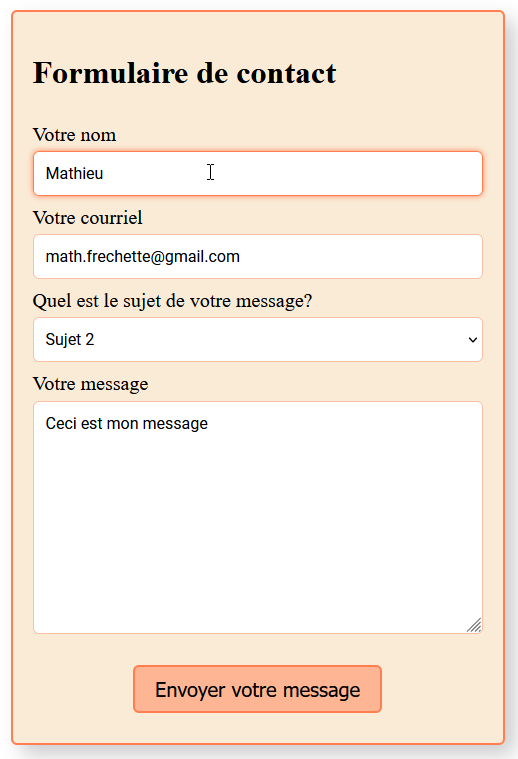 Formulaire de contact
Votre nom
Mathieu
Votre courriel
math.frechette@gmail.com
Quel est le sujet de votre message?
Sujet 2
Votre message
Ceci est mon message
Envoyer votre message